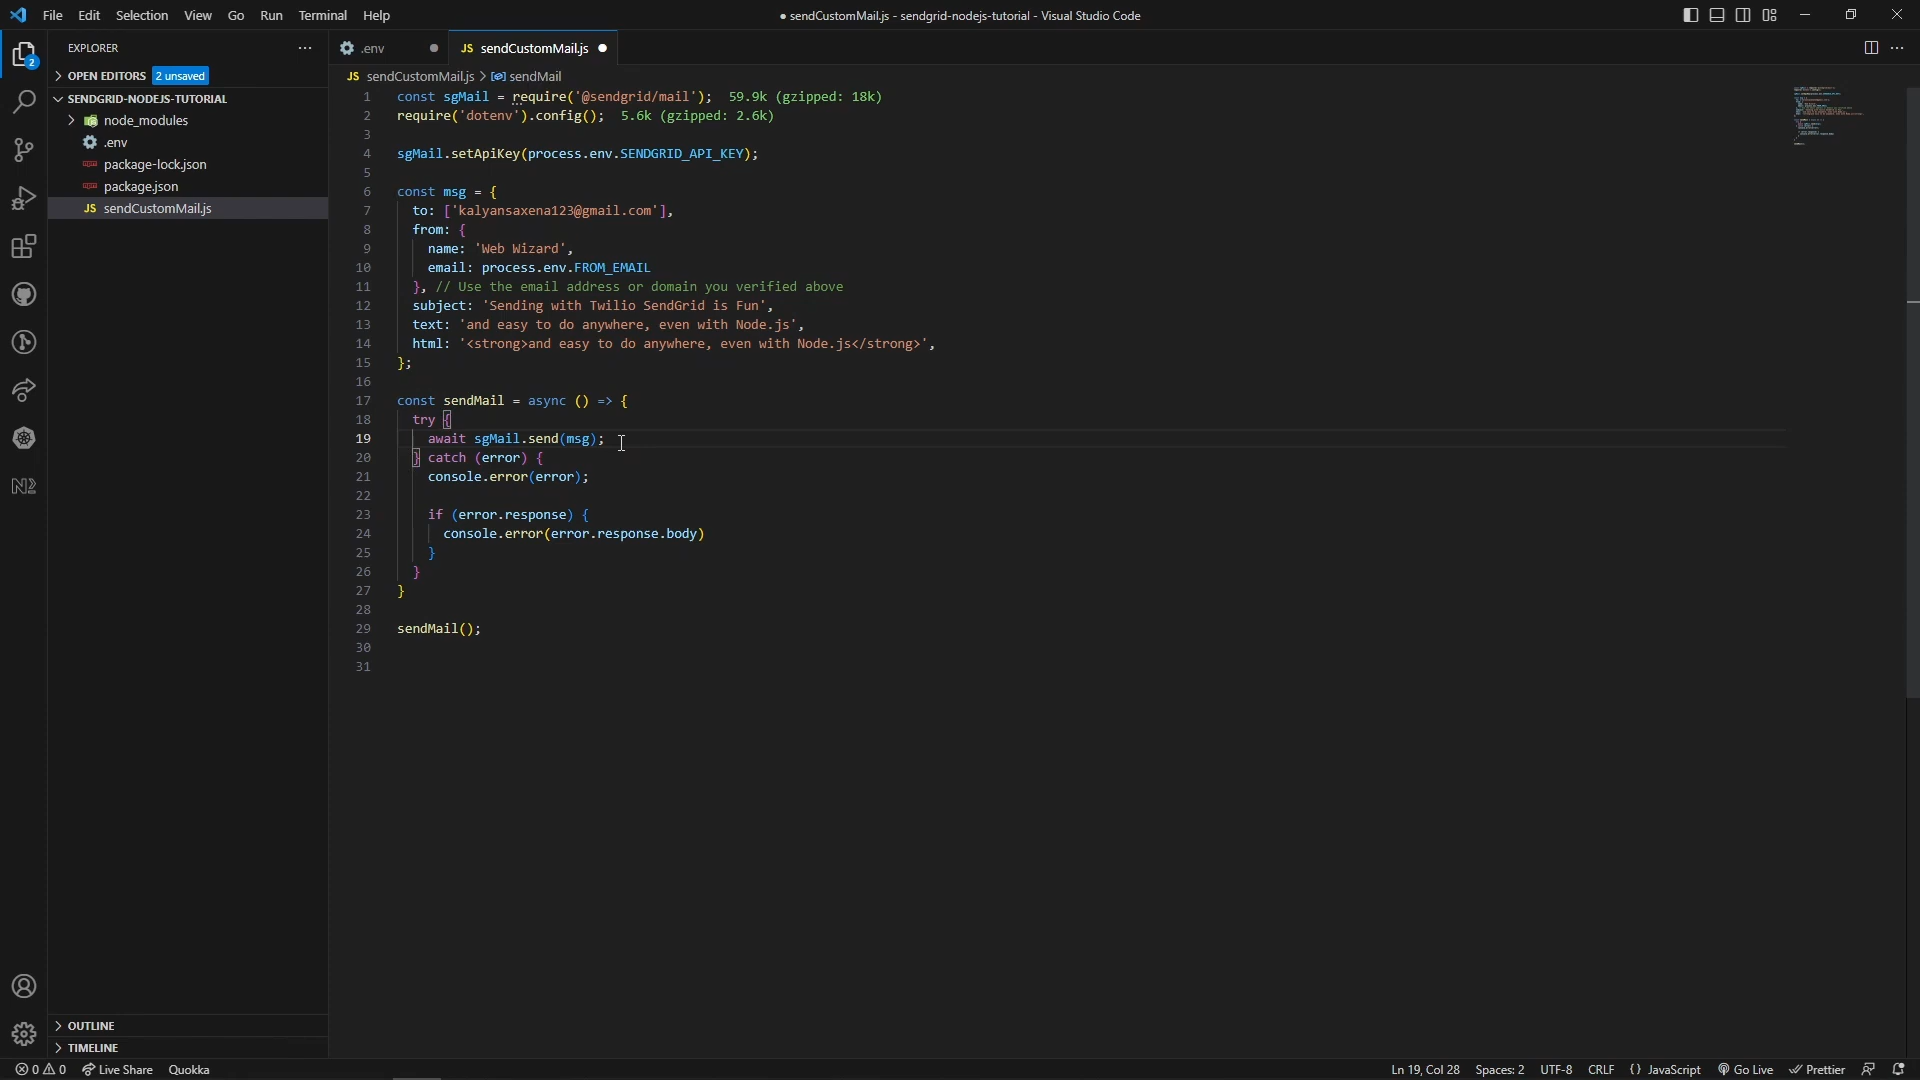 File Edit Selection View Go Run Terminal Help
● sendCustomMail.js - sendgrid-nodejs-tutorial - Visual Studio Code
EXPLORER
OPEN EDITORS 2 unsaved
SENDGRID-NODEJS-TUTORIAL
node_modules
.env
package-lock.json
package.json
JS sendCustomMail.js
OUTLINE
TIMELINE
2
.env
JS sendCustomMail.js
JS sendCustomMail.js > sendMail
1 const sgMail = require('@sendgrid/mail'); 59.9k (gzipped: 18k)
2 require('dotenv').config(); 5.6k (gzipped: 2.6k)
3
4 sgMail.setApiKey(process.env.SENDGRID_API_KEY);
5
6 const msg = {
7 to: ['kalyansaxena123@gmail.com'],
8 from: {
9 name: 'Web Wizard',
10 email: process.env.FROM_EMAIL
11 }, // Use the email address or domain you verified above
12 subject: 'Sending with Twilio SendGrid is Fun',
13 text: 'and easy to do anywhere, even with Node.js',
14 html: '<strong>and easy to do anywhere, even with Node.js</strong>',
15 };
16
17 const sendMail = async () => {
18 try {
19 await sgMail.send(msg);
20 } catch (error) {
21 console.error(error);
22
23 if (error.response) {
24 console.error(error.response.body)
25 }
26 }
27 }
28
29 sendMail();
30
31
0 0 Live Share Quokka
Ln 19, Col 28 Spaces: 2 UTF-8 CRLF {} JavaScript Go Live Prettier